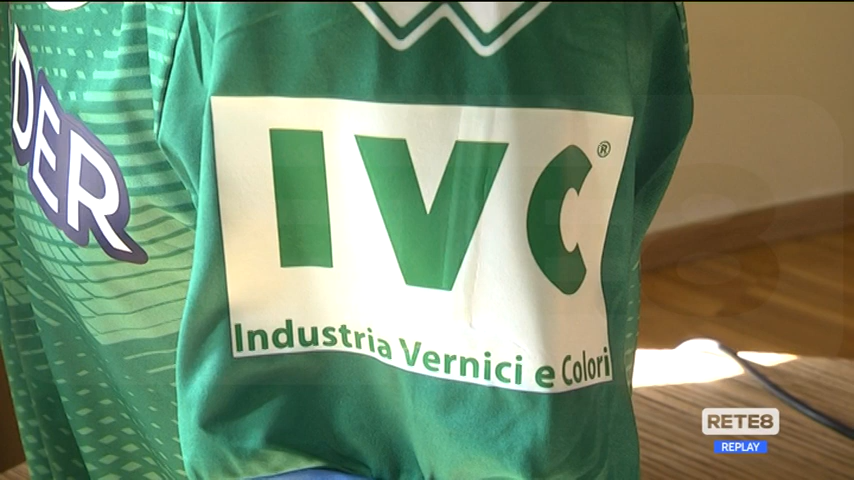 DER
IVC®
Industria Vernici e Colori
RETE8
REPLAY